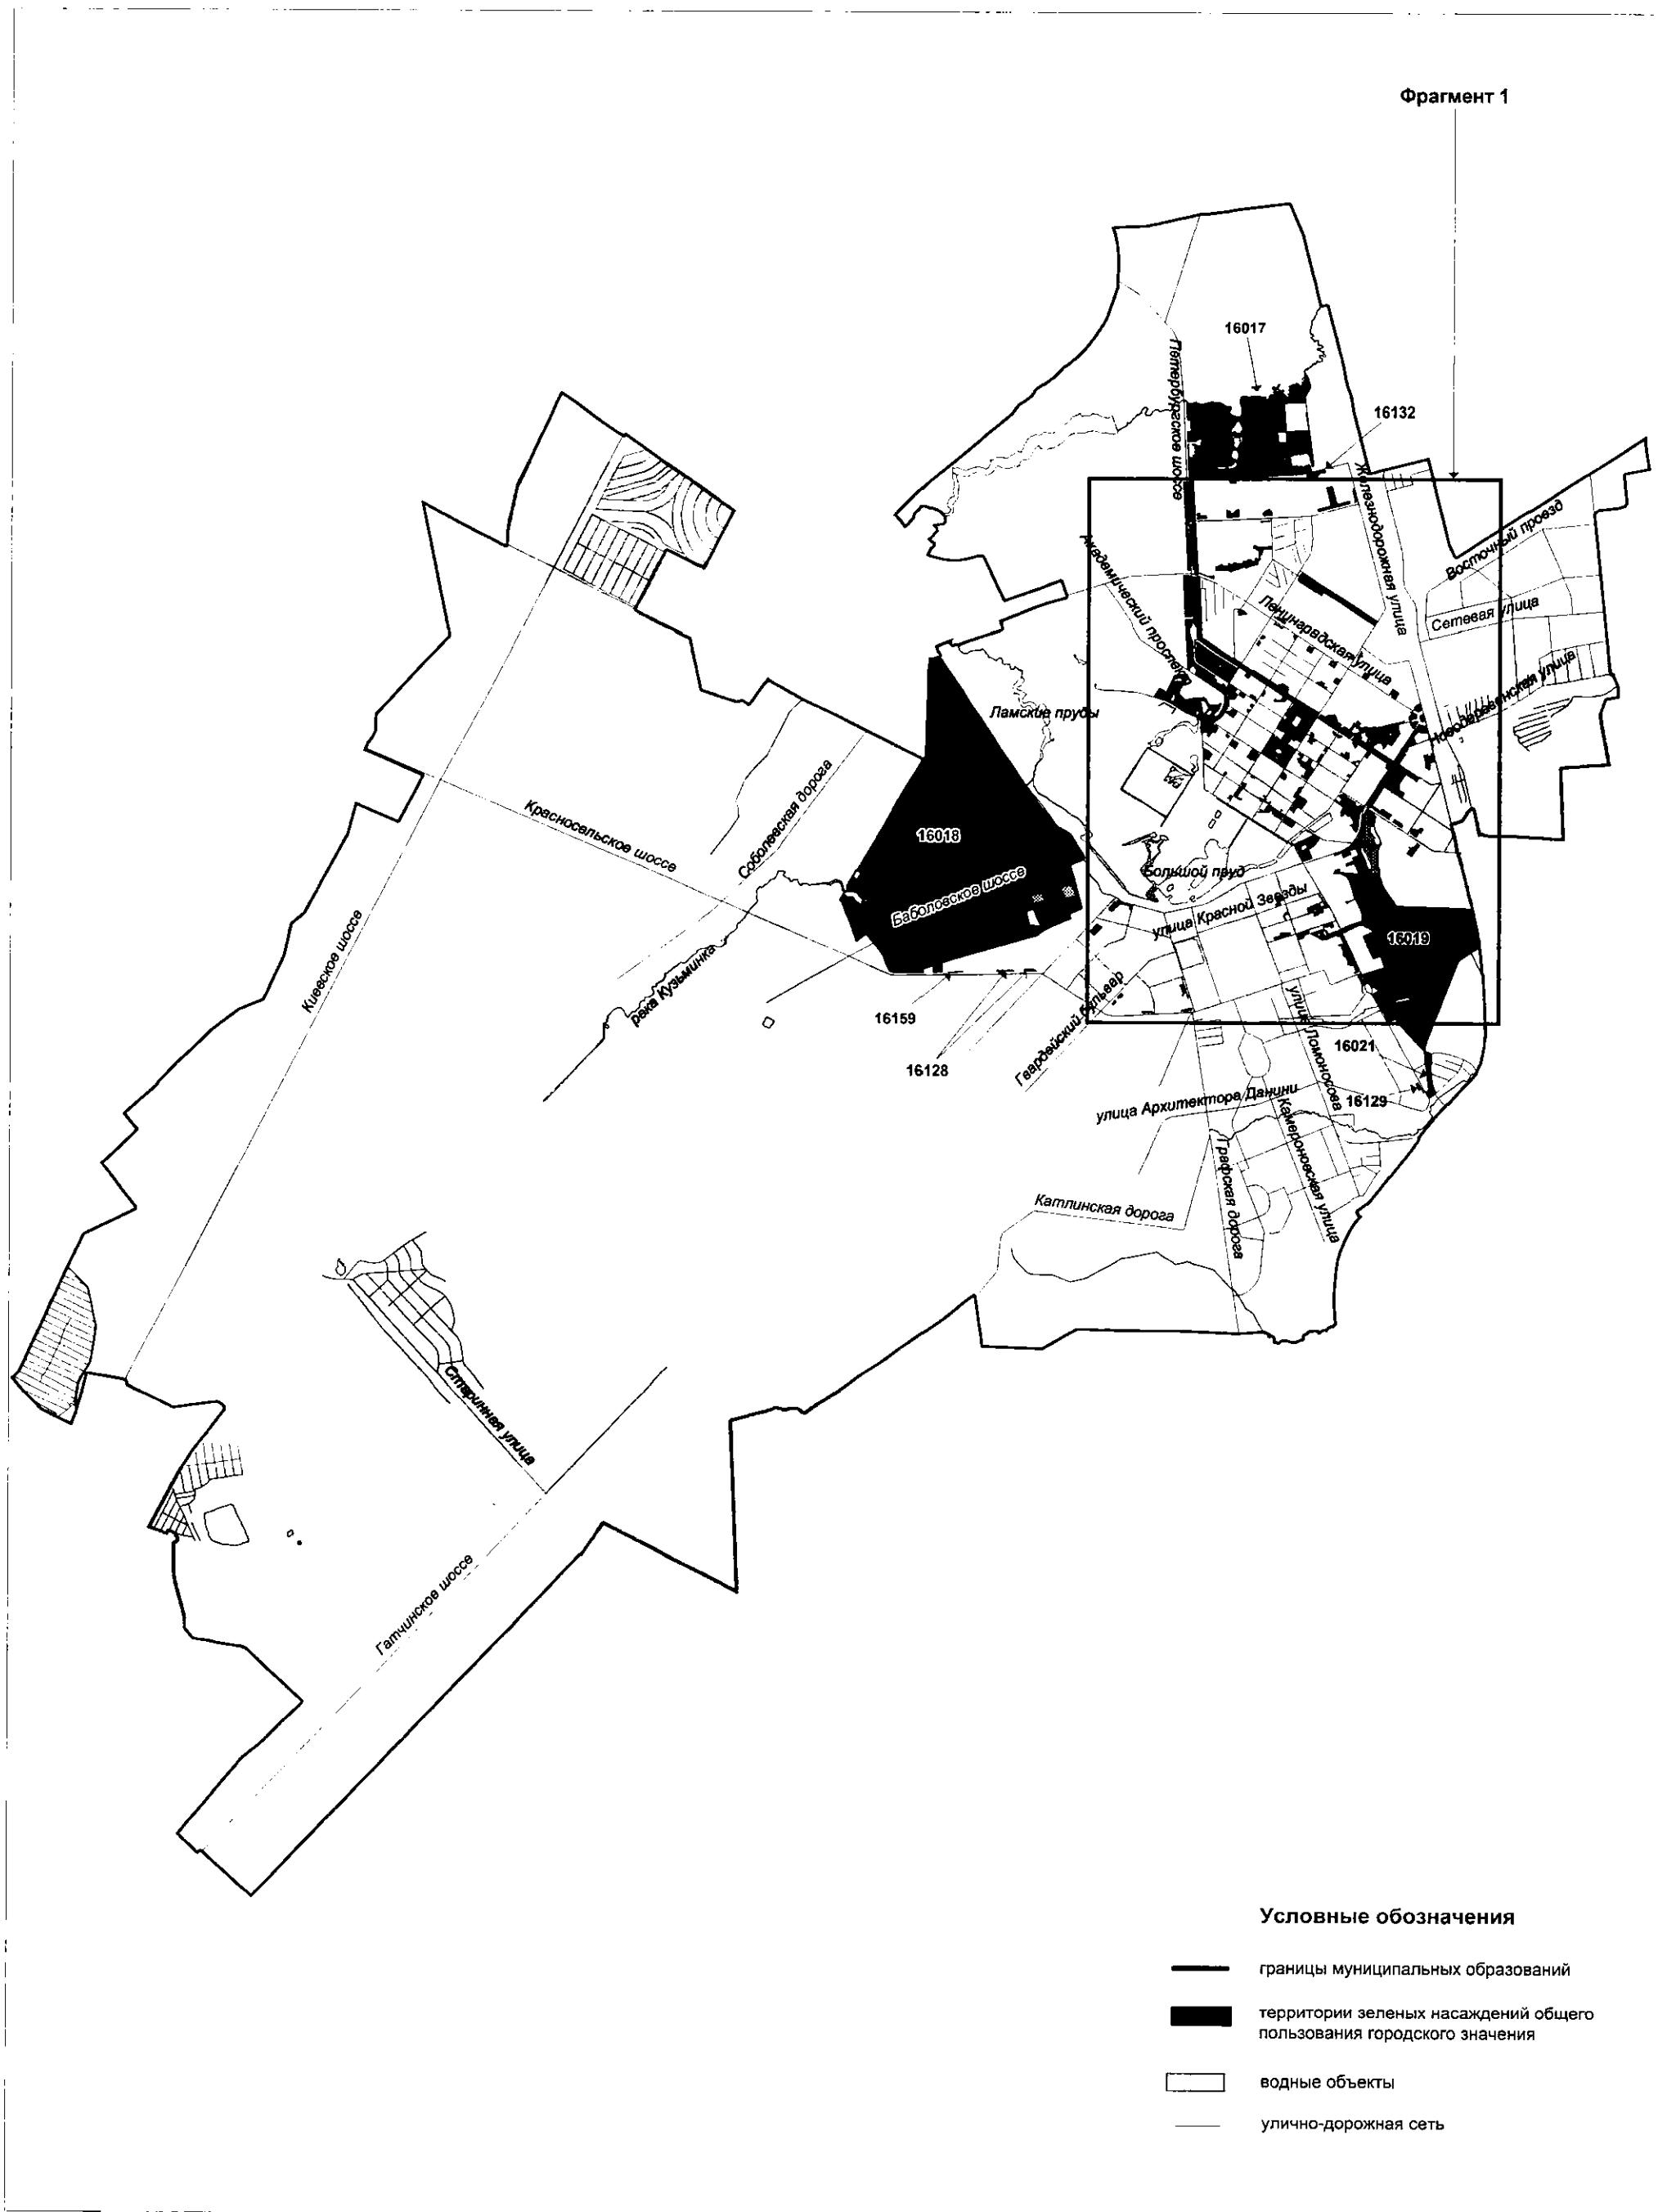 Фрагмент 1
16017
16132
Петербургское шоссе
Железнодорожная улица
Восточный проезд
Академический проспект
Ленинградская улица
Сетевая улица
Новодеревенская улица
Ламские пруды
Соболевская дорога
Красносельское шоссе
16018
Баболовское шоссе
Большой пруд
улица Красной Звезды
16019
Киевское шоссе
река Кузьминка
16159
16128
Гвардейский бульвар
улица Ломоносова
16021
16129
улица Архитектора Данини
Камероновская улица
Графская дорога
Катлинская дорога
Старинная улица
Гатчинское шоссе
Условные обозначения
границы муниципальных образований
территории зеленых насаждений общего
пользования городского значения
водные объекты
улично-дорожная сеть